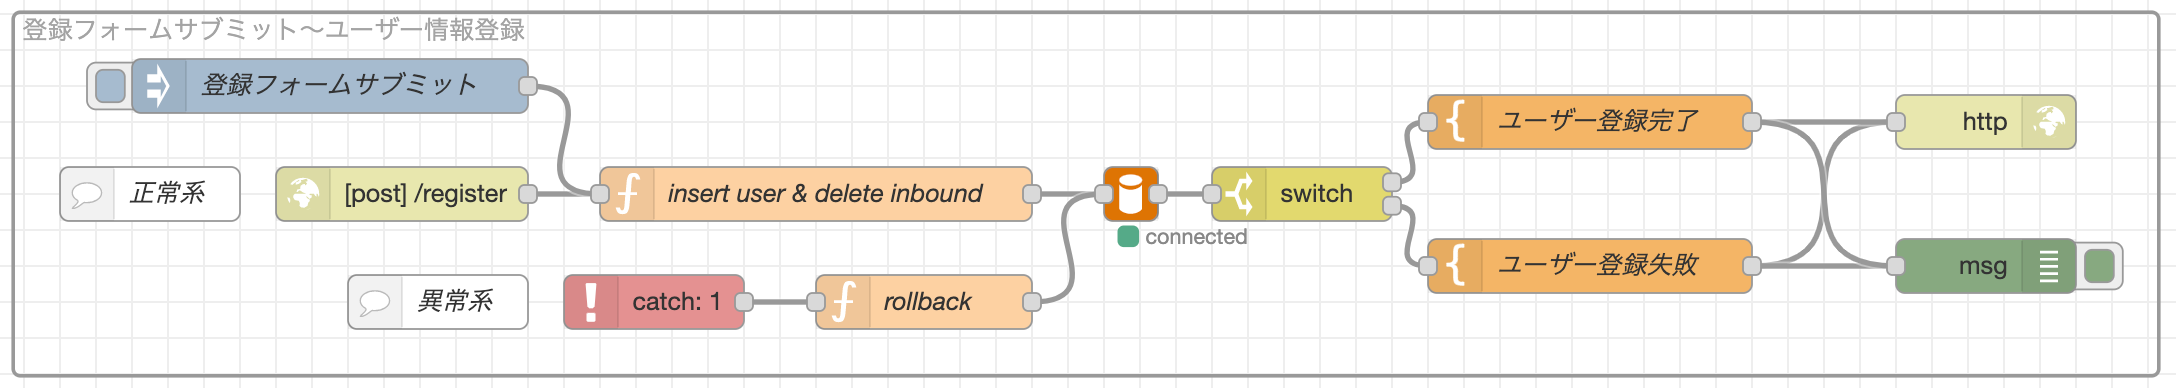 登録フォームサブミット〜ユーザー情報登録
登録フォームサブミット
ユーザー登録完了
http
正常系
[post] /register
insert user & delete inbound
switch
connected
ユーザー登録失敗
msg
異常系
catch: 1
rollback